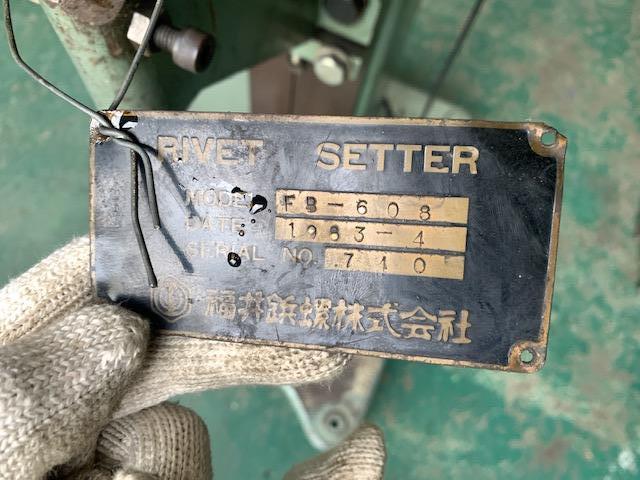 RIVET SETTER
MODEL FB-608
DATE 1983-4
SERIAL NO. 710
福井鋲螺株式会社